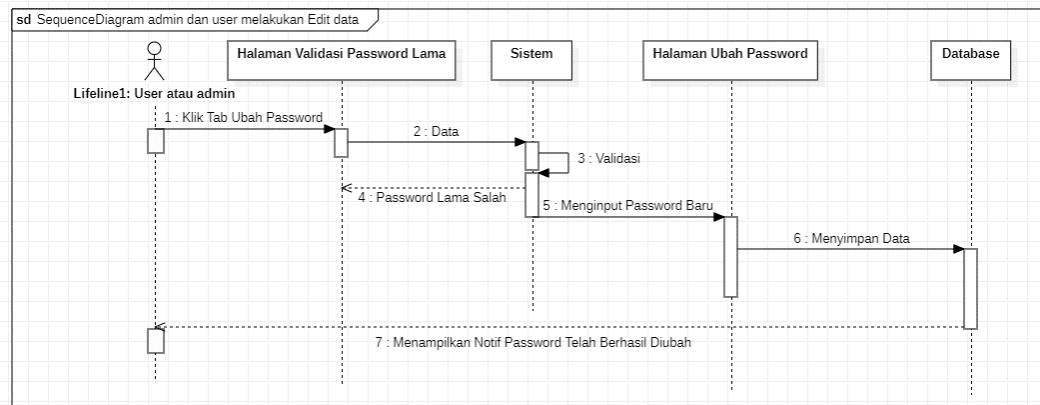 sd SequenceDiagram admin dan user melakukan Edit data
Halaman Validasi Password Lama
Sistem
Halaman Ubah Password
Database
Lifeline1: User atau admin
1 : Klik Tab Ubah Password
2 : Data
3 : Validasi
4 : Password Lama Salah
5 : Menginput Password Baru
6 : Menyimpan Data
7 : Menampilkan Notif Password Telah Berhasil Diubah